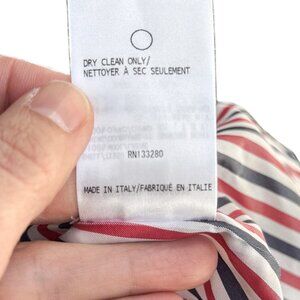 DRY CLEAN ONLY/
NETTOYER À SEC SEULEMENT
RN133280
MADE IN ITALY/FABRIQUÉ EN ITALIE